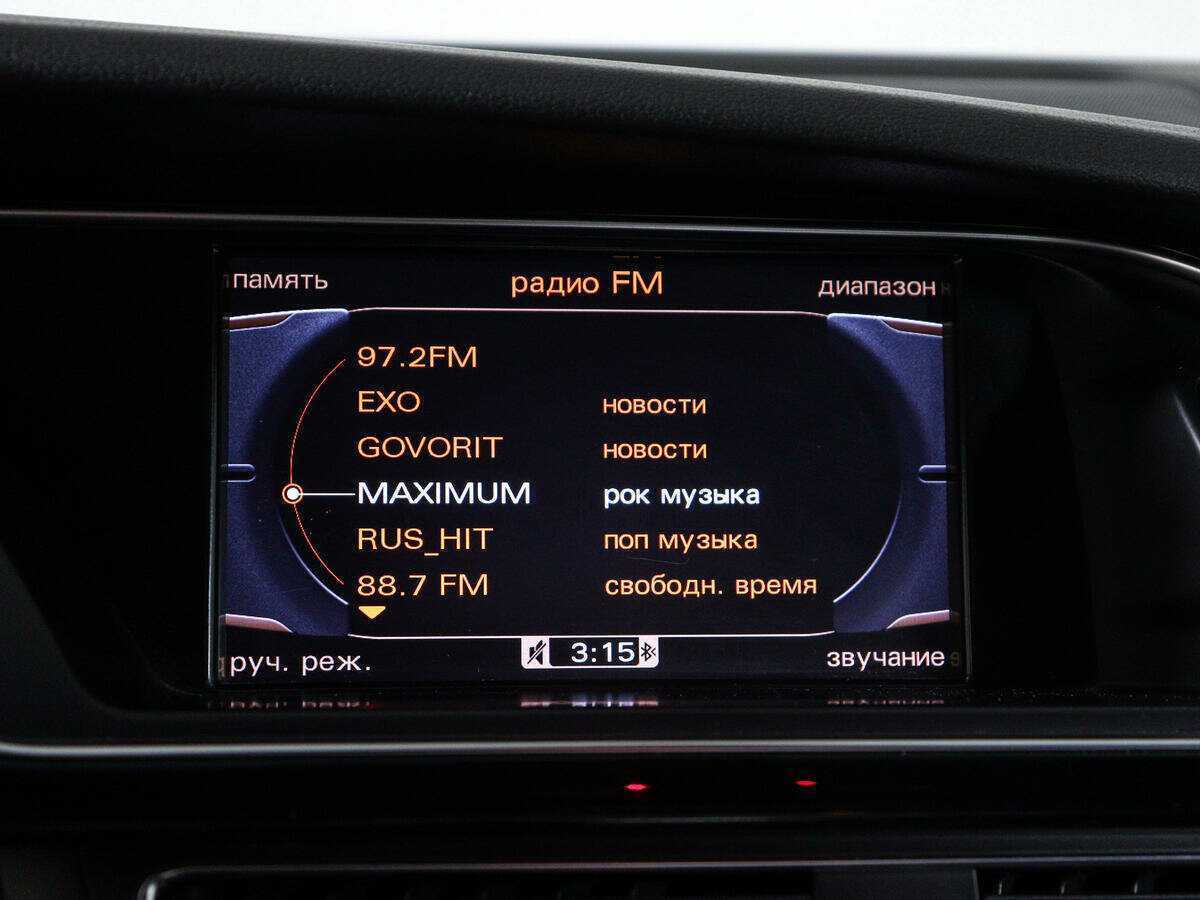 память радио FM диапазон
97.2FM
EXO новости
GOVORIT новости
MAXIMUM рок музыка
RUS_HIT поп музыка
88.7 FM свободн. время
руч. реж. 3:15 звучание